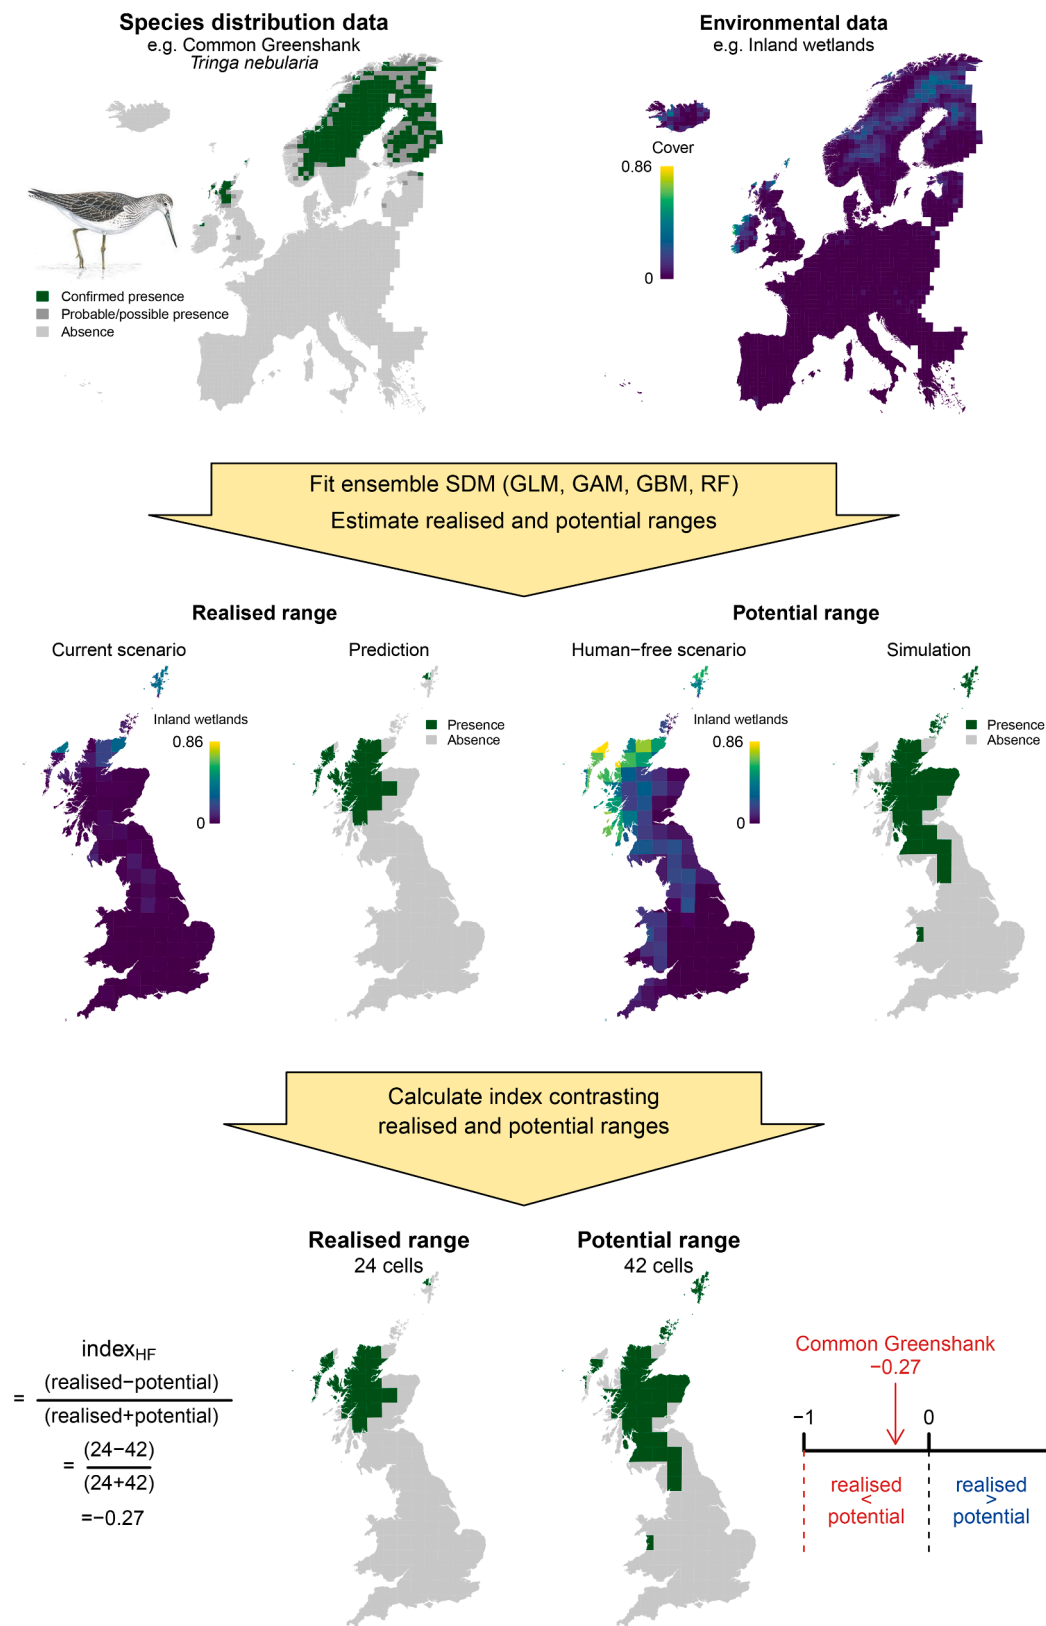 Species distribution data
e.g. Common Greenshank
Tringa nebularia
Confirmed presence
Probable/possible presence
Absence
Environmental data
e.g. Inland wetlands
Cover
0.86
0
Fit ensemble SDM (GLM, GAM, GBM, RF)
Estimate realised and potential ranges
Realised range
Current scenario
Inland wetlands
0.86
0
Prediction
Presence
Absence
Potential range
Human−free scenario
Inland wetlands
0.86
0
Simulation
Presence
Absence
Calculate index contrasting
realised and potential ranges
Realised range
24 cells
Potential range
42 cells
indexHF
= (realised−potential)
(realised+potential)
= (24−42)
(24+42)
=−0.27
Common Greenshank
−0.27
−1
0
realised
<
potential
realised
>
potential